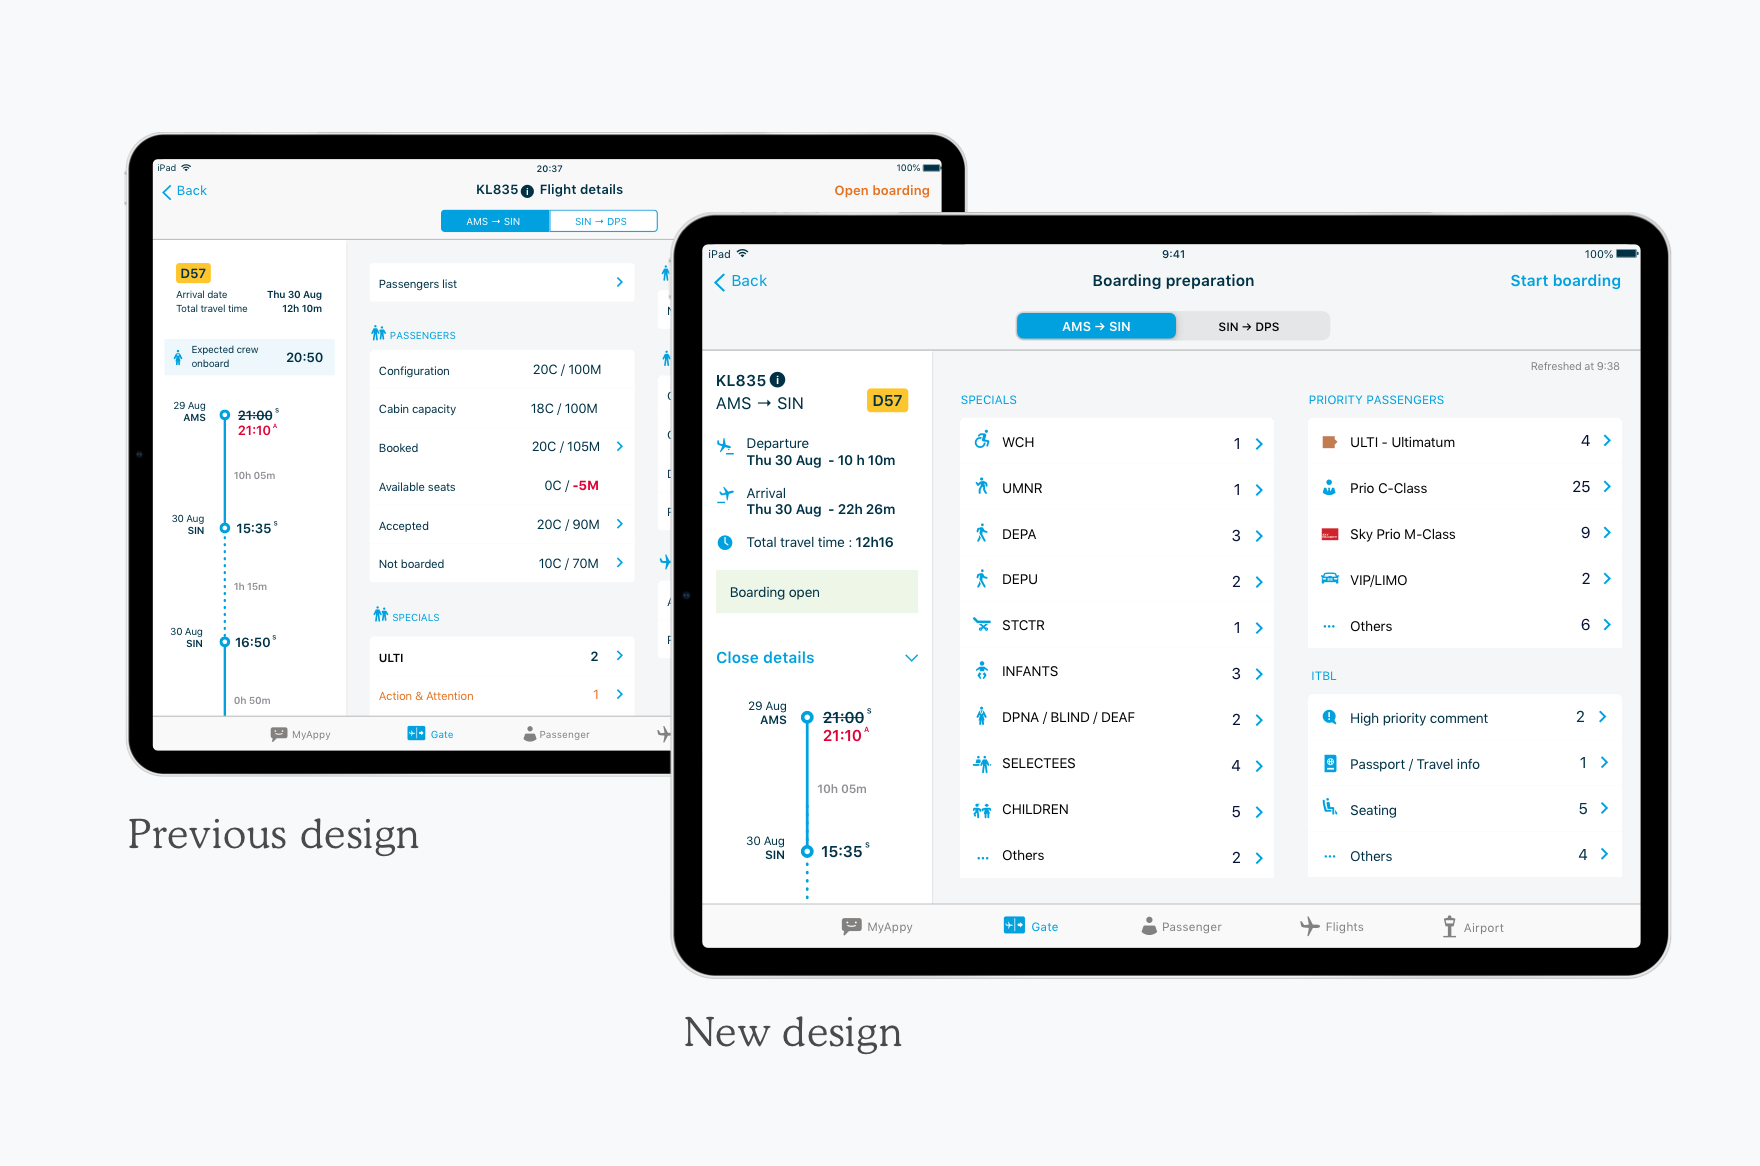 iPad
20:37
100%
Back
KL835 i Flight details
Open boarding
AMS → SIN
SIN → DPS
D57
Arrival date
Thu 30 Aug
Total travel time
12h 10m
Expected crew
onboard
20:50
29 Aug
AMS
21:00 s
21:10 A
10h 05m
30 Aug
SIN
15:35 s
1h 15m
30 Aug
SIN
16:50 s
0h 50m
Passengers list
PASSENGERS
Configuration
20C / 100M
Cabin capacity
18C / 100M
Booked
20C / 105M
Available seats
0C / -5M
Accepted
20C / 90M
Not boarded
10C / 70M
SPECIALS
ULTI
2
Action & Attention
1
MyAppy
Gate
Passenger
Previous design
iPad
9:41
100%
Back
Boarding preparation
Start boarding
AMS → SIN
SIN → DPS
KL835 i
AMS → SIN
D57
Departure
Thu 30 Aug - 10 h 10m
Arrival
Thu 30 Aug - 22h 26m
Total travel time : 12h16
Boarding open
Close details
29 Aug
AMS
21:00 s
21:10 A
10h 05m
30 Aug
SIN
15:35 s
Refreshed at 9:38
SPECIALS
WCH
1
UMNR
1
DEPA
3
DEPU
2
STCTR
1
INFANTS
3
DPNA / BLIND / DEAF
2
SELECTEES
4
CHILDREN
5
Others
2
PRIORITY PASSENGERS
ULTI - Ultimatum
4
Prio C-Class
25
Sky Prio M-Class
9
VIP/LIMO
2
Others
6
ITBL
High priority comment
2
Passport / Travel info
1
Seating
5
Others
4
MyAppy
Gate
Passenger
Flights
Airport
New design